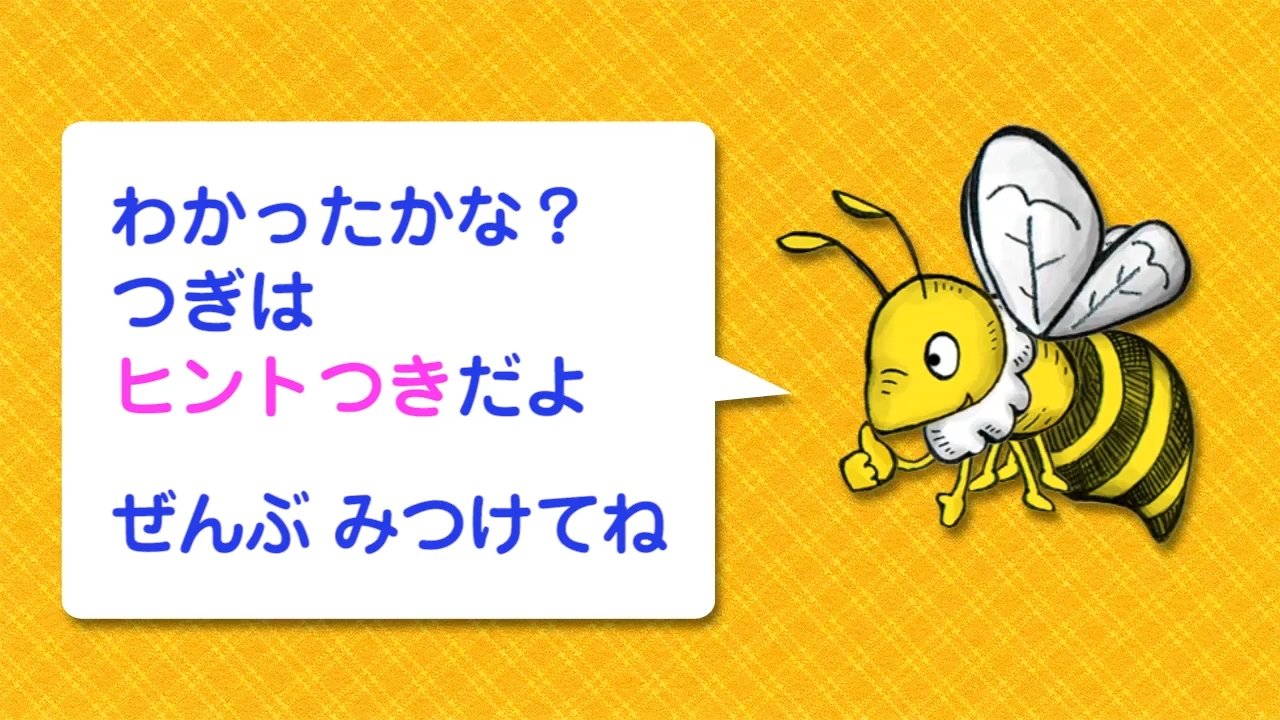 わかったかな？
つぎは
ヒントつきだよ
ぜんぶ みつけてね